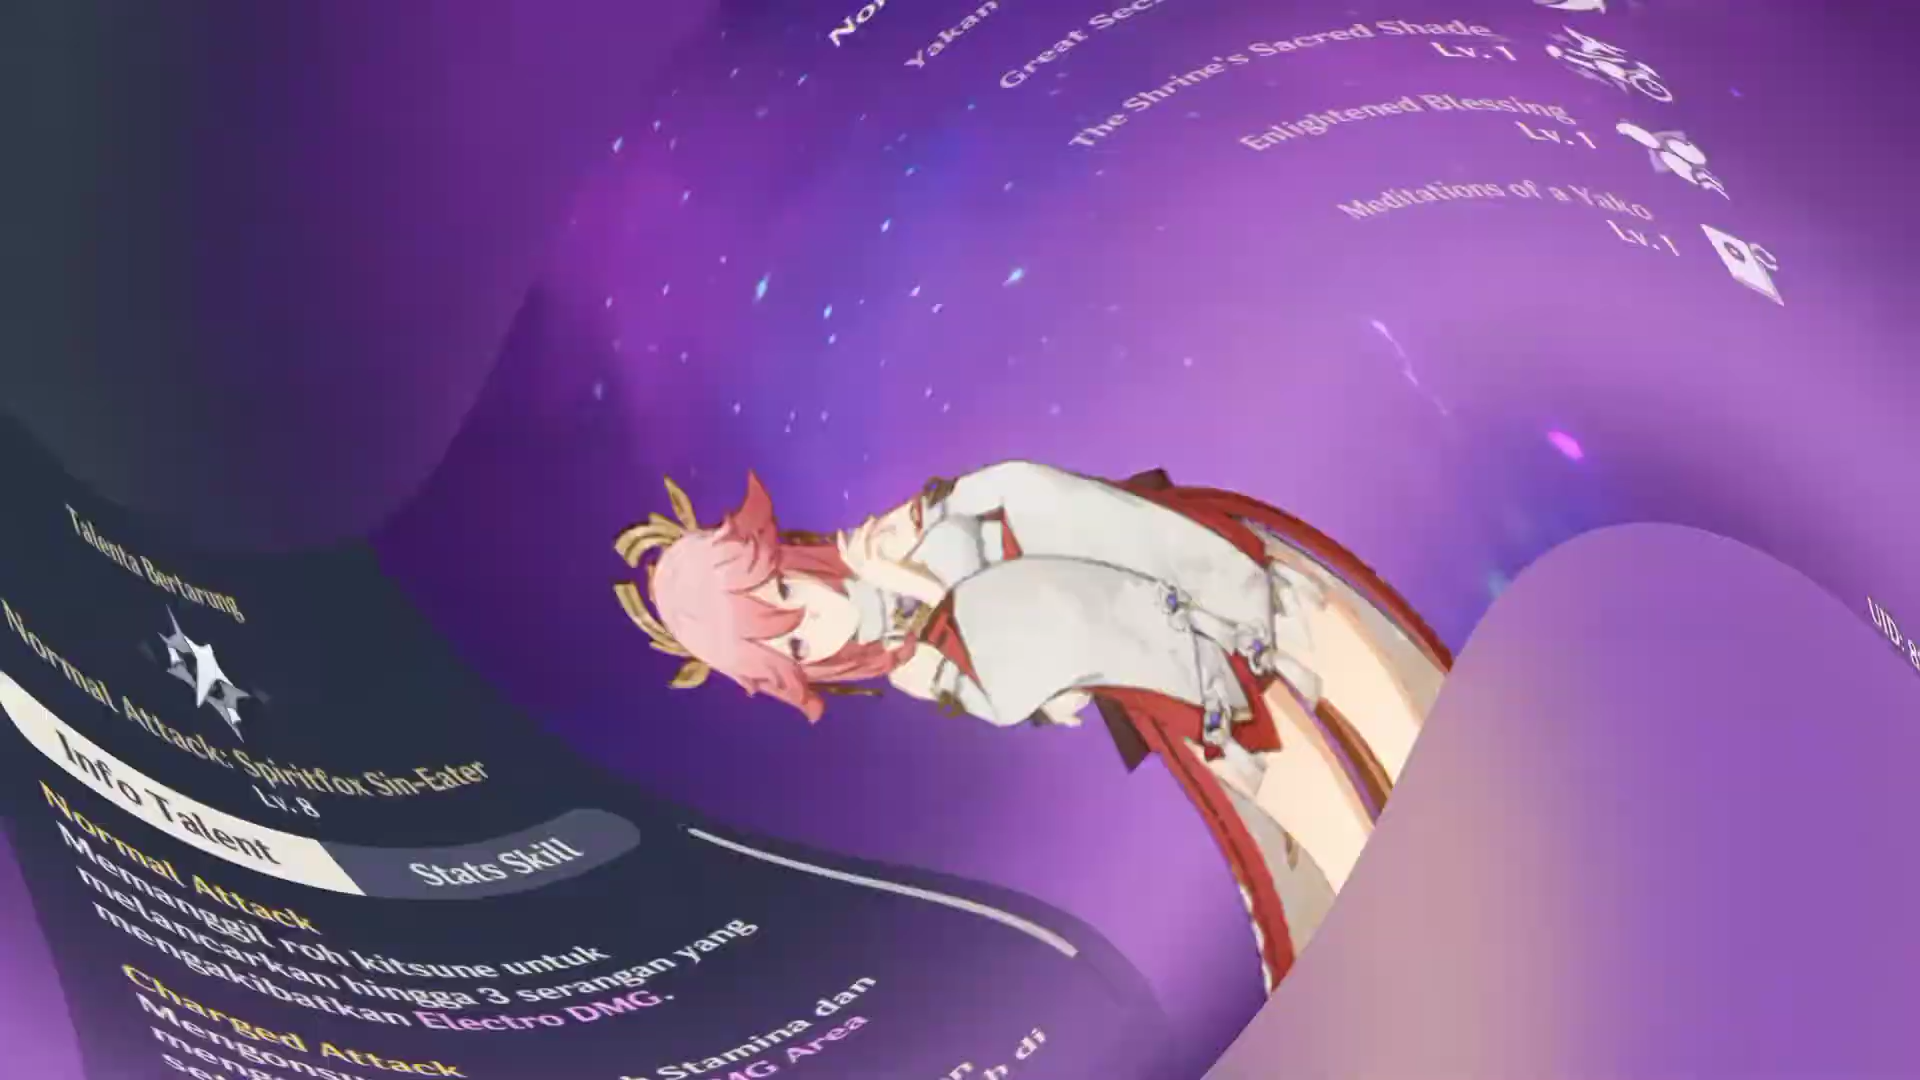 Yakan
Great
The Shrine's Sacred Shade
Lv. 1
Enlightened Blessing
Lv. 1
Meditations of a Yako
Lv. 1
UID:
Talenta Bertarung
Normal Attack: Spiritfox Sin-Eater
Lv. 8
Info Talent
Stats Skill
Normal Attack
Memanggil roh kitsune untuk
melancarkan hingga 3 serangan yang
mengakibatkan Electro DMG.
Charged Attack
Stamina dan
Area
di